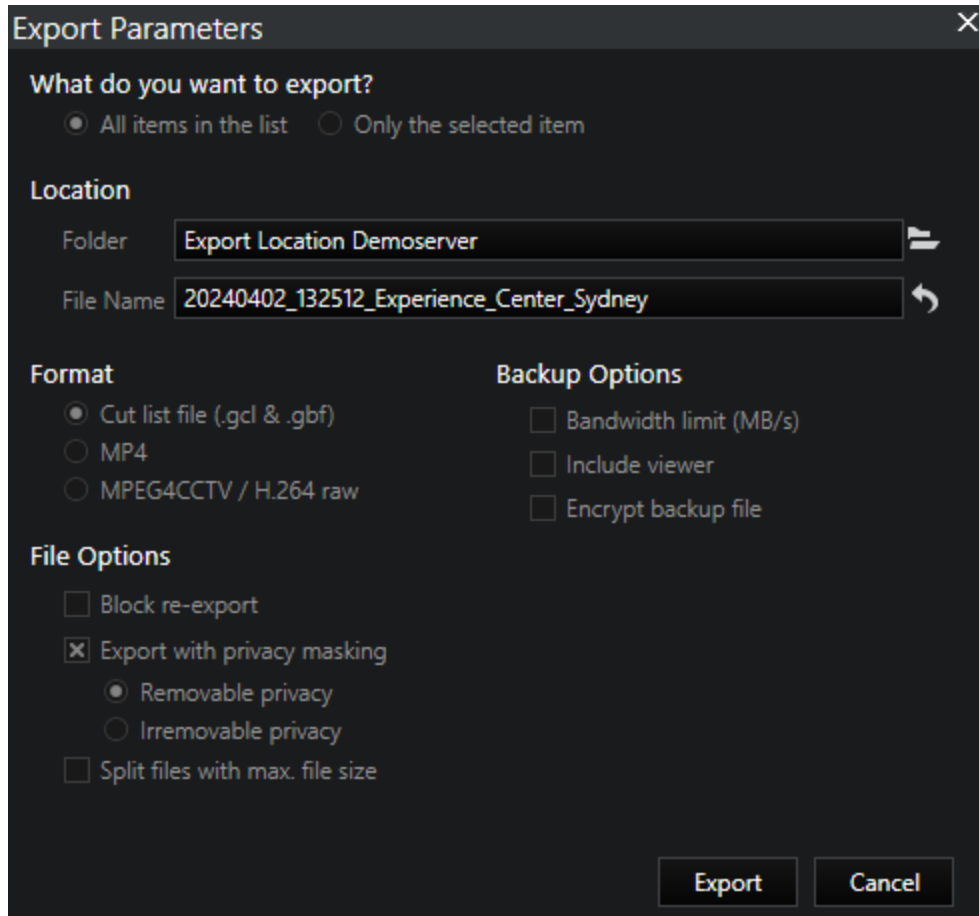 Export Parameters
What do you want to export?
All items in the list Only the selected item
Location
Folder Export Location Demoserver
File Name 20240402_132512_Experience_Center_Sydney
Format
Cut list file (.gcl & .gbf)
MP4
MPEG4CCTV / H.264 raw
Backup Options
Bandwidth limit (MB/s)
Include viewer
Encrypt backup file
File Options
Block re-export
Export with privacy masking
Removable privacy
Irremovable privacy
Split files with max. file size
Export Cancel